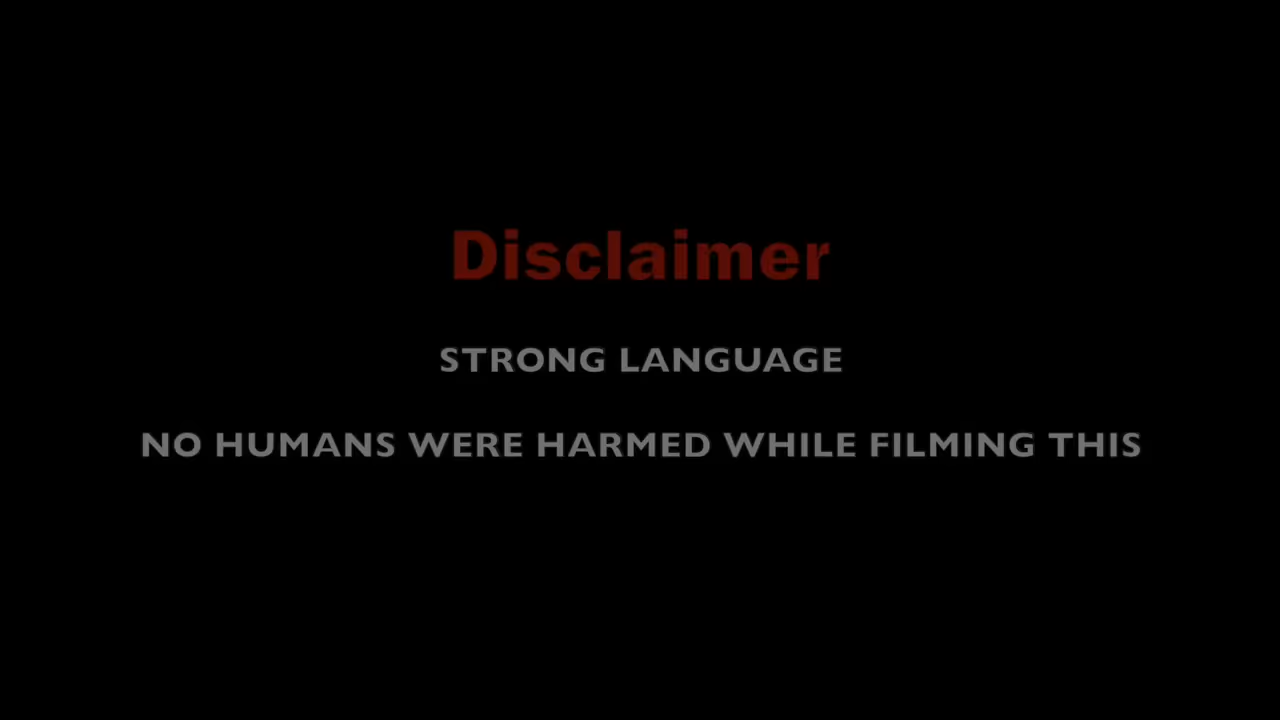 Disclaimer
STRONG LANGUAGE
NO HUMANS WERE HARMED WHILE FILMING THIS